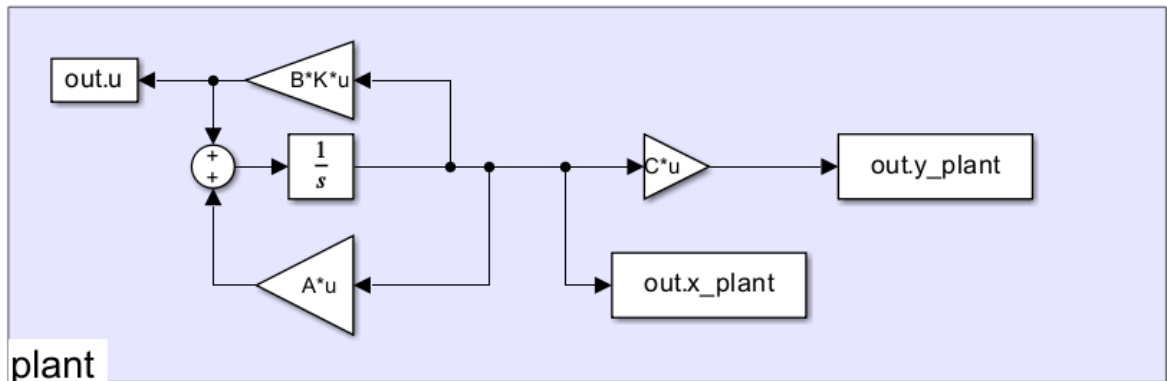 out.u
B*K*u
+
+
1
s
C*u
out.y_plant
A*u
out.x_plant
plant